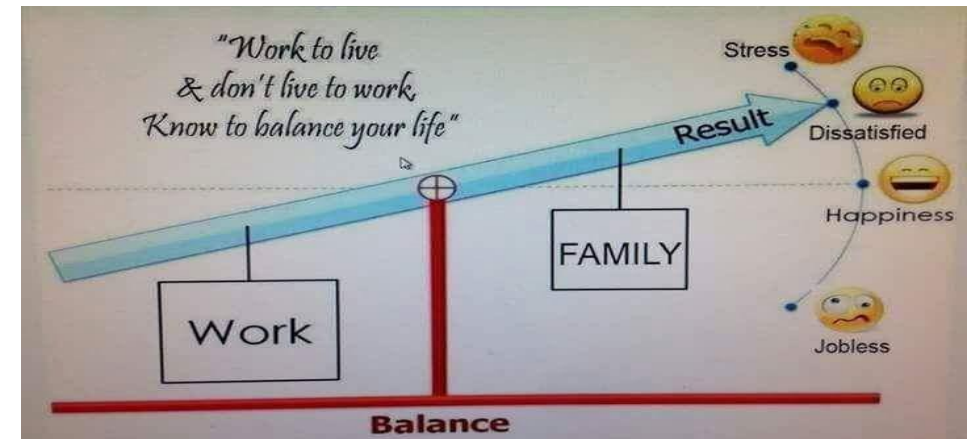 "Work to live
& don't live to work,
Know to balance your life"
Stress
Result
Dissatisfied
Happiness
FAMILY
Work
Jobless
Balance